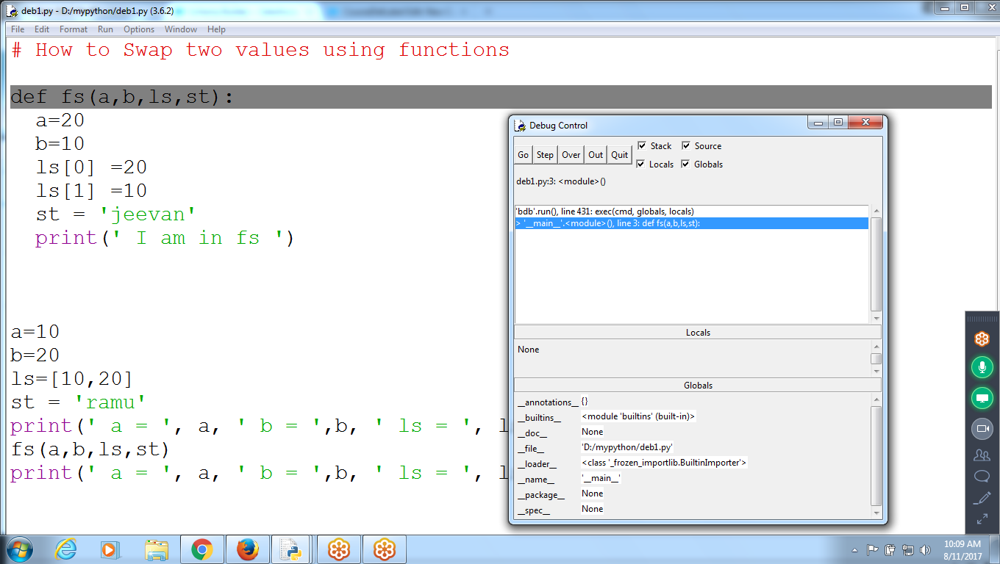 deb1.py - D:/mypython/deb1.py (3.6.2)
File Edit Format Run Options Window Help
# How to Swap two values using functions
def fs(a,b,ls,st):
a=20
b=10
ls[0] =20
ls[1] =10
st = 'jeevan'
print(' I am in fs ')
a=10
b=20
ls=[10,20]
st = 'ramu'
print(' a = ', a, ' b = ',b, ' ls = ', l
fs(a,b,ls,st)
print(' a = ', a, ' b = ',b, ' ls = ', l
Debug Control
Go Step Over Out Quit
Stack Source
Locals Globals
deb1.py:3: <module>()
'bdb'.run(), line 431: exec(cmd, globals, locals)
> '__main__'.<module>(), line 3: def fs(a,b,ls,st):
Locals
None
Globals
__annotations__ {}
__builtins__ <module 'builtins' (built-in)>
__doc__ None
__file__ 'D:/mypython/deb1.py'
__loader__ <class '_frozen_importlib.BuiltinImporter'>
__name__ '__main__'
__package__ None
__spec__ None
10:09 AM
8/11/2017